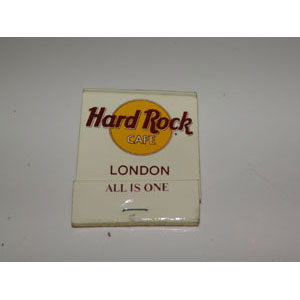 Hard Rock
CAFE
LONDON
ALL IS ONE